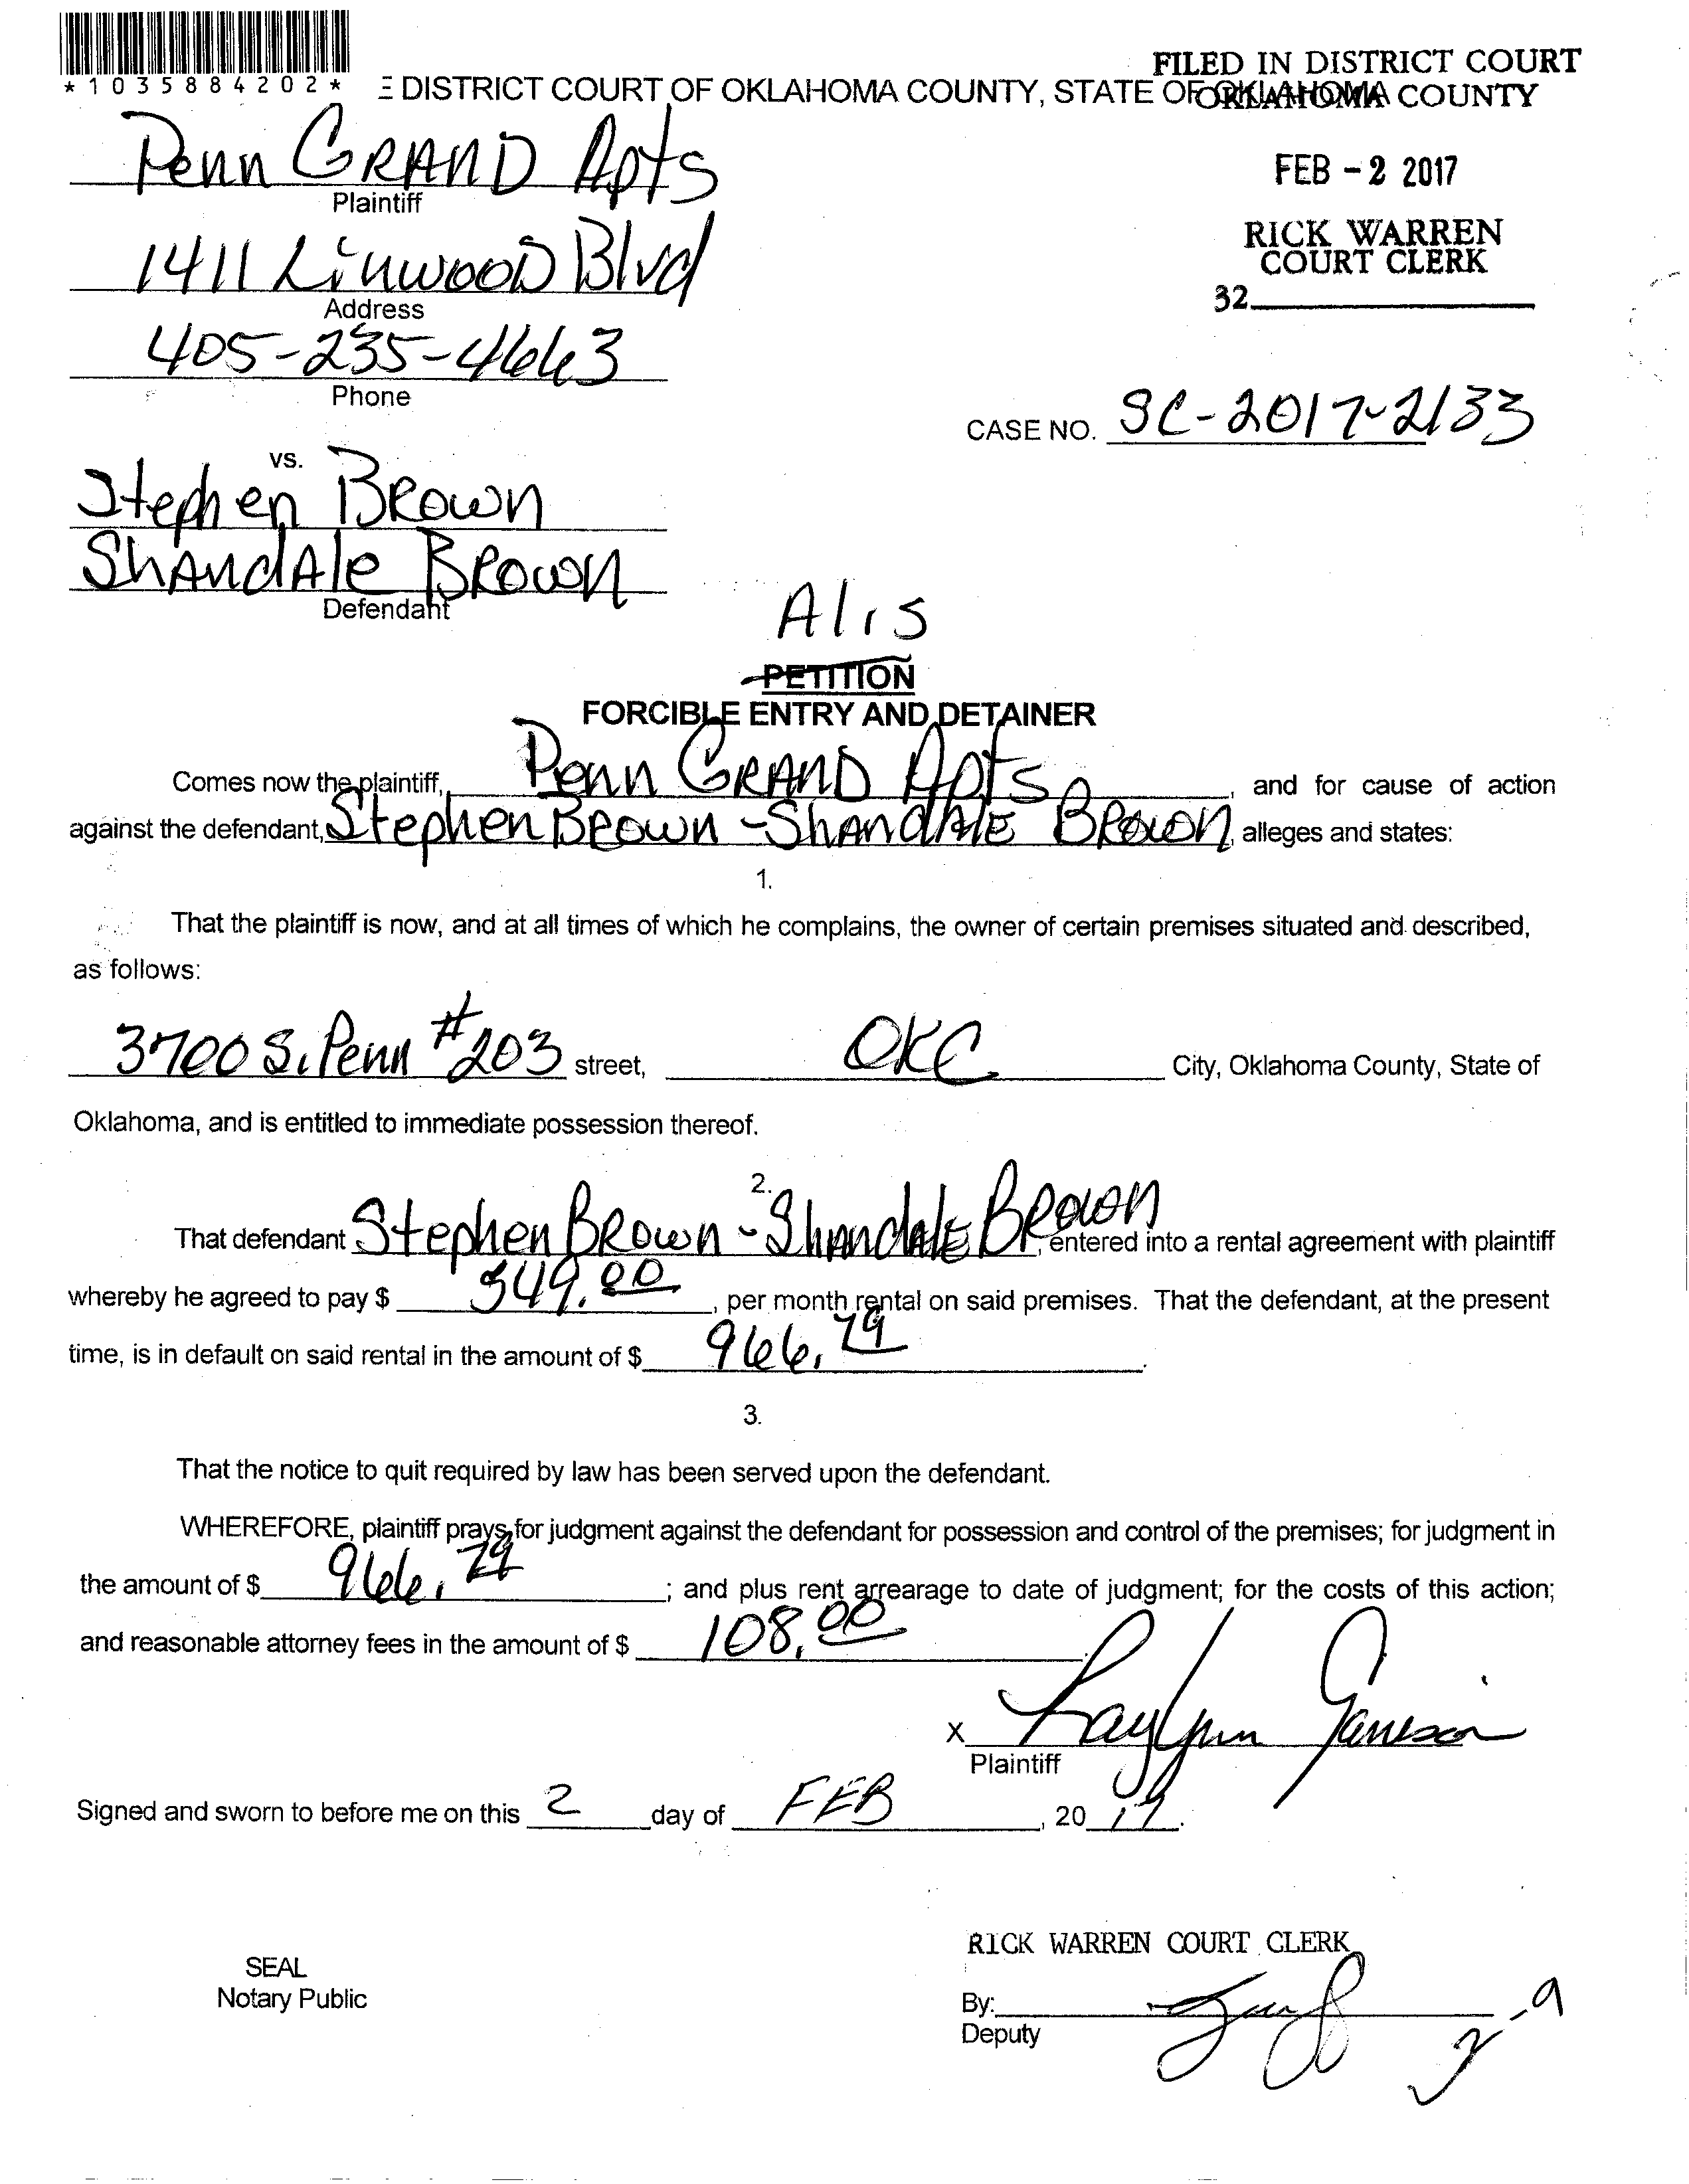 *1035884202*
FILED IN DISTRICT COURT
OKLAHOMA COUNTY
E DISTRICT COURT OF OKLAHOMA COUNTY, STATE OF OKLAHOMA
FEB -2 2017
RICK WARREN
COURT CLERK
32
Penn GRAND Apts
Plaintiff
1411 Linwood Blvd
Address
405-235-4663
Phone
CASE NO. SC-2017-2133
vs.
Stephen BROWN
ShANdAle BROWN
Defendant
Alis
PETITION
FORCIBLE ENTRY AND DETAINER
Comes now the plaintiff, Penn GRAND Apts, and for cause of action
against the defendant, Stephen BROWN - ShANdAlE BROWN, alleges and states:
1.
That the plaintiff is now, and at all times of which he complains, the owner of certain premises situated and described,
as follows:
3700 S. Penn #203 street, OKC City, Oklahoma County, State of
Oklahoma, and is entitled to immediate possession thereof.
2.
That defendant Stephen BROWN - ShANdAlE BROWN, entered into a rental agreement with plaintiff
whereby he agreed to pay $ 549.00, per month rental on said premises. That the defendant, at the present
time, is in default on said rental in the amount of $ 966.79.
3.
That the notice to quit required by law has been served upon the defendant.
WHEREFORE, plaintiff prays for judgment against the defendant for possession and control of the premises; for judgment in
the amount of $ 966.79; and plus rent arrearage to date of judgment; for the costs of this action;
and reasonable attorney fees in the amount of $ 108.00.
X
Plaintiff
Signed and sworn to before me on this 2 day of FEB, 20 17.
RICK WARREN COURT CLERK
SEAL
Notary Public
By:
Deputy
2-9